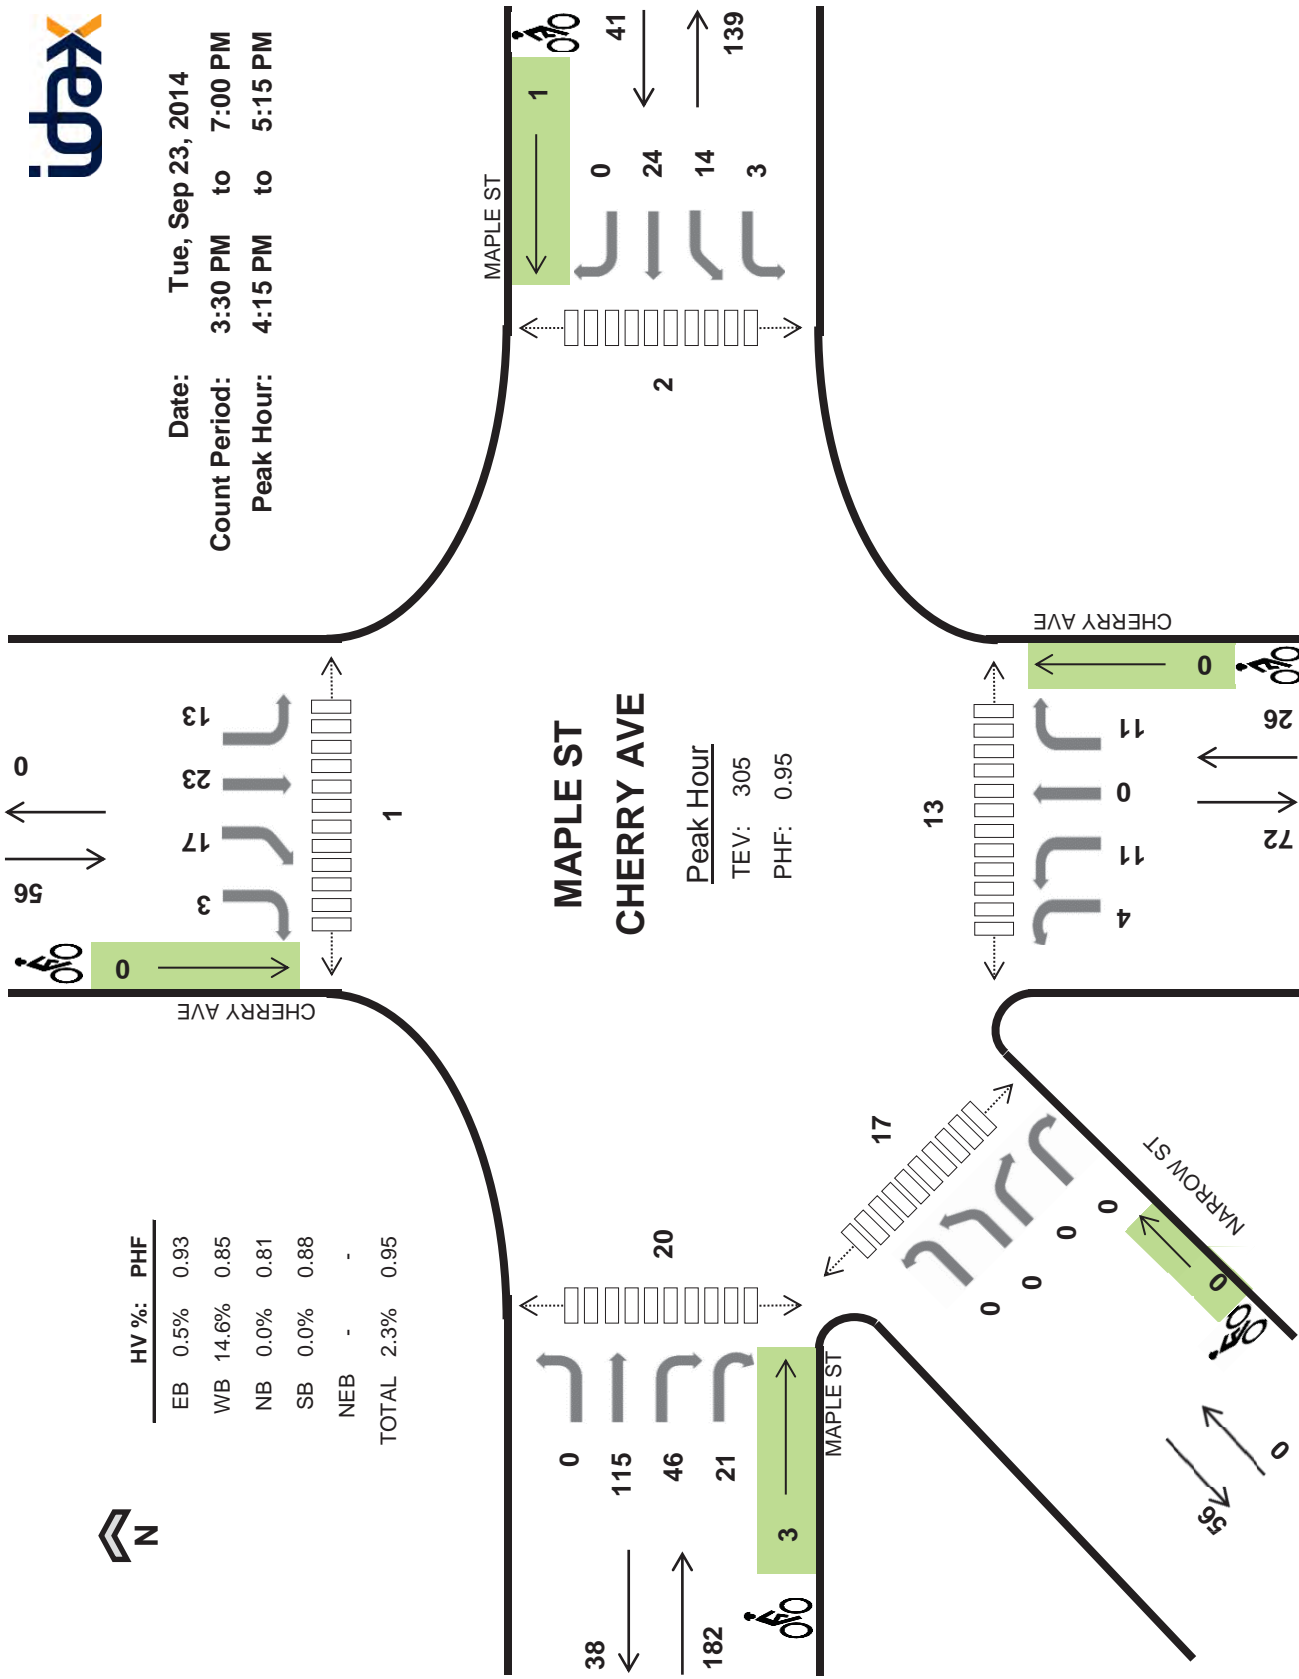 idax
Date: Tue, Sep 23, 2014
Count Period: 3:30 PM to 7:00 PM
Peak Hour: 4:15 PM to 5:15 PM
HV %: PHF
EB 0.5% 0.93
WB 14.6% 0.85
NB 0.0% 0.81
SB 0.0% 0.88
NEB - -
TOTAL 2.3% 0.95
N
CHERRY AVE
0
56
0
3
17
23
13
1
MAPLE ST
1
41
139
0
24
14
3
2
MAPLE ST
CHERRY AVE
Peak Hour
TEV: 305
PHF: 0.95
20
38
182
0
115
46
21
3
MAPLE ST
17
0
0
0
0
0
NARROW ST
56
0
13
4
11
0
11
0
CHERRY AVE
72
26